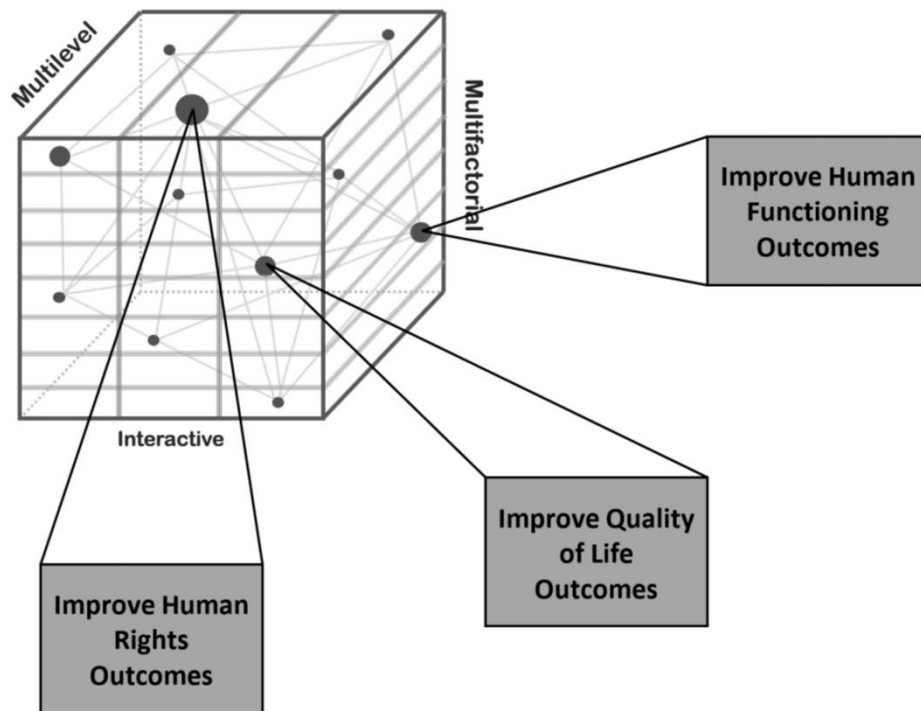 Multilevel
Multifactorial
Interactive
Improve Human
Functioning
Outcomes
Improve Quality
of Life
Outcomes
Improve Human
Rights
Outcomes